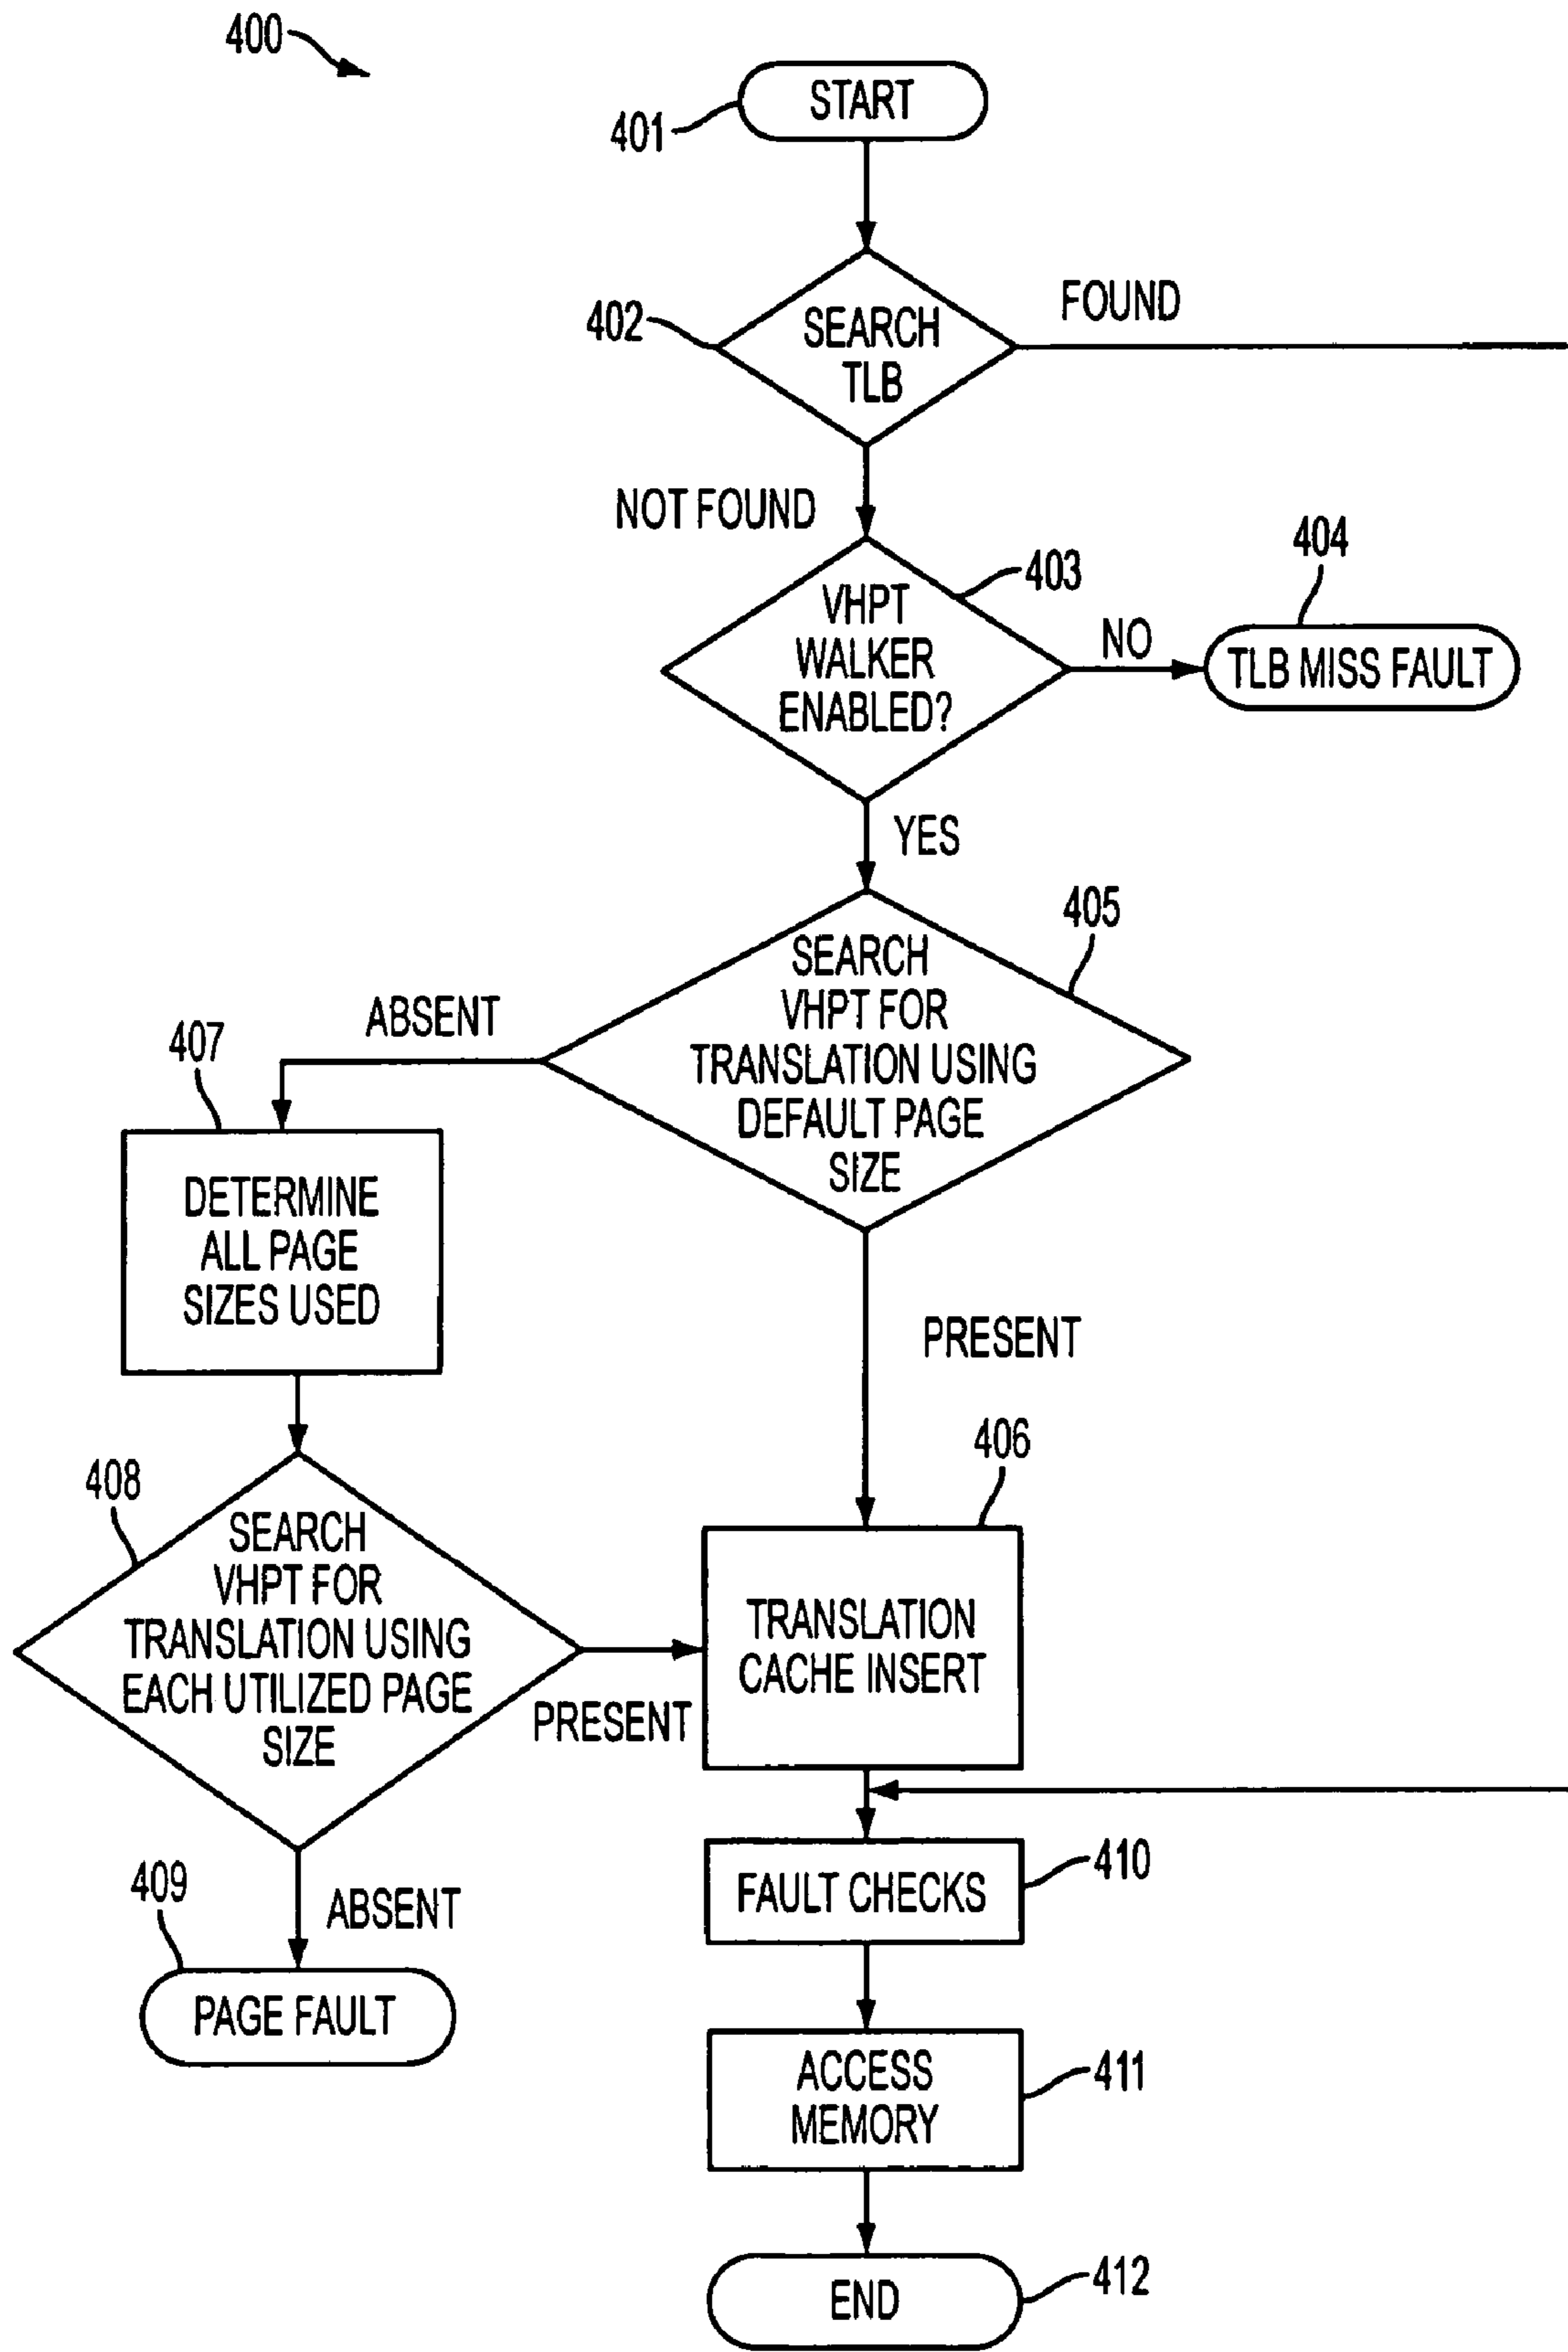 400
START
401
402
SEARCH
TLB
FOUND
NOT FOUND
403
VHPT
WALKER
ENABLED?
NO
404
TLB MISS FAULT
YES
405
SEARCH
VHPT FOR
TRANSLATION USING
DEFAULT PAGE
SIZE
ABSENT
407
DETERMINE
ALL PAGE
SIZES USED
PRESENT
406
408
SEARCH
VHPT FOR
TRANSLATION USING
EACH UTILIZED PAGE
SIZE
PRESENT
TRANSLATION
CACHE INSERT
409
ABSENT
PAGE FAULT
FAULT CHECKS
410
ACCESS
MEMORY
411
END
412